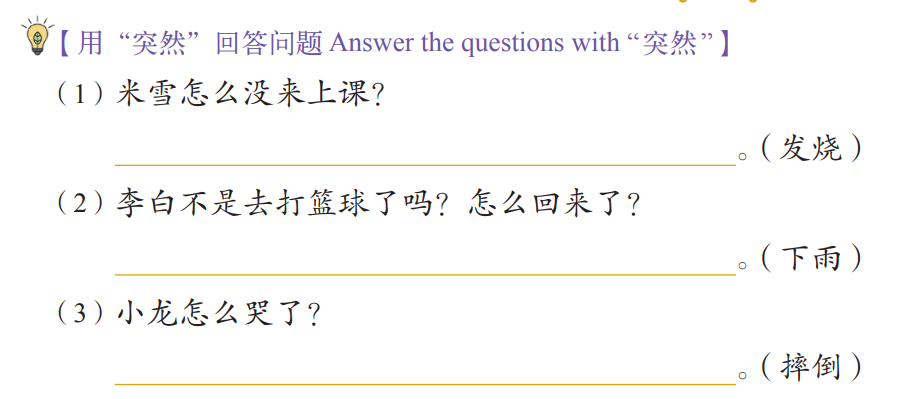 【用“突然”回答问题 Answer the questions with “突然”】
（1）米雪怎么没来上课？
。（发烧）
（2）李白不是去打篮球了吗？怎么回来了？
。（下雨）
（3）小龙怎么哭了？
。（摔倒）